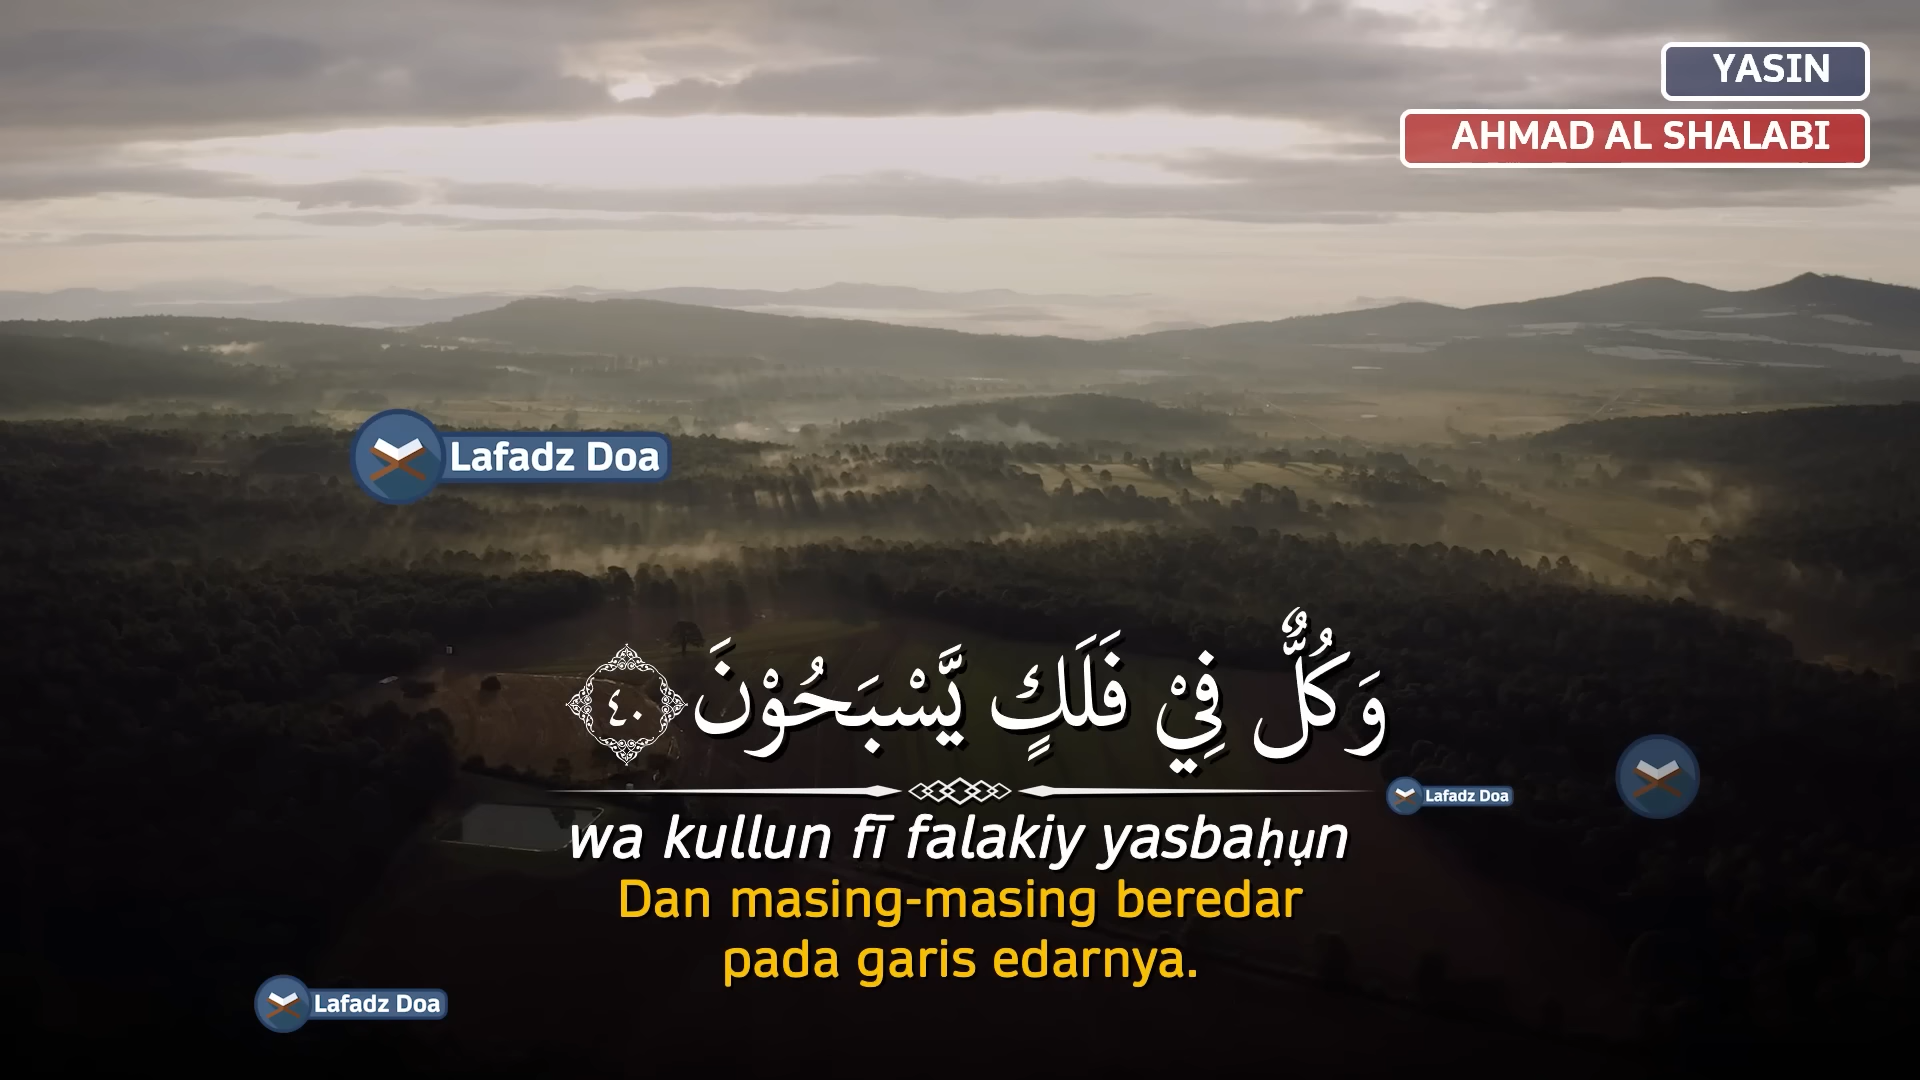 YASIN
AHMAD AL SHALABI
Lafadz Doa
وَكُلٌّ فِيْ فَلَكٍ يَّسْبَحُوْنَ ٤٠
Lafadz Doa
wa kullun fī falakiy yasbaḥụn
Dan masing-masing beredar
pada garis edarnya.
Lafadz Doa